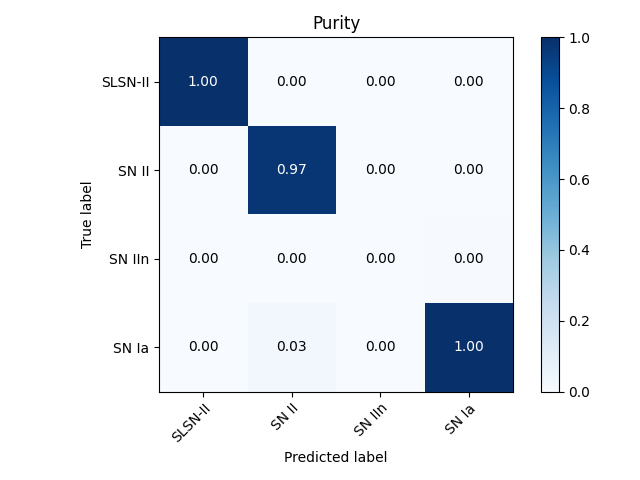 Purity
SLSN-II 1.00 0.00 0.00 0.00
SN II 0.00 0.97 0.00 0.00
SN IIn 0.00 0.00 0.00 0.00
SN Ia 0.00 0.03 0.00 1.00
SLSN-II SN II SN IIn SN Ia
Predicted label
True label
1.0
0.8
0.6
0.4
0.2
0.0